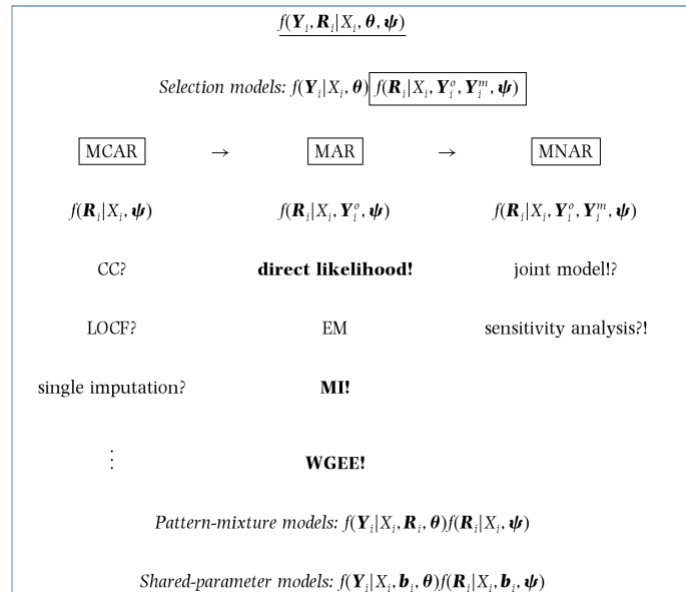 f(Y_i, R_i|X_i, θ, ψ)
Selection models: f(Y_i|X_i, θ) f(R_i|X_i, Y_i^o, Y_i^m, ψ)
MCAR → MAR → MNAR
f(R_i|X_i, ψ) f(R_i|X_i, Y_i^o, ψ) f(R_i|X_i, Y_i^o, Y_i^m, ψ)
CC? direct likelihood! joint model!?
LOCF? EM sensitivity analysis?!
single imputation? MI!
⋮ WGEE!
Pattern-mixture models: f(Y_i|X_i, R_i, θ)f(R_i|X_i, ψ)
Shared-parameter models: f(Y_i|X_i, b_i, θ)f(R_i|X_i, b_i, ψ)